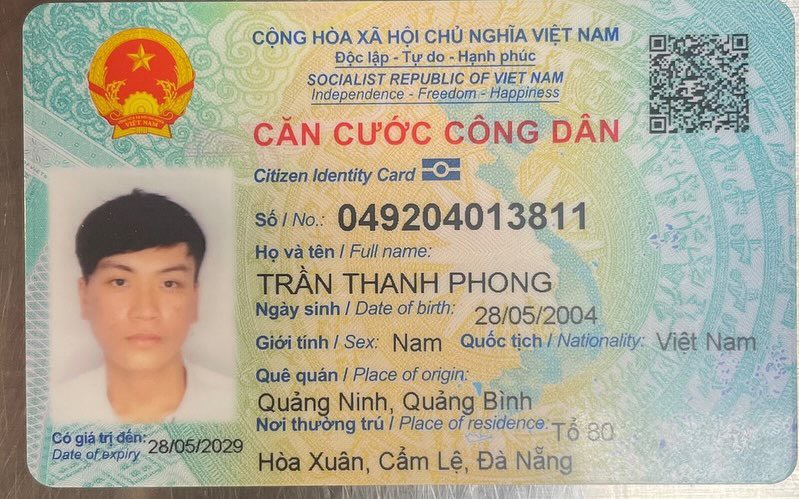 CỘNG HÒA XÃ HỘI CHỦ NGHĨA VIỆT NAM
Độc lập - Tự do - Hạnh phúc
SOCIALIST REPUBLIC OF VIET NAM
Independence - Freedom - Happiness
CĂN CƯỚC CÔNG DÂN
Citizen Identity Card
Số / No.: 049204013811
Họ và tên / Full name:
TRẦN THANH PHONG
Ngày sinh / Date of birth: 28/05/2004
Giới tính / Sex: Nam Quốc tịch / Nationality: Việt Nam
Quê quán / Place of origin:
Quảng Ninh, Quảng Bình
Nơi thường trú / Place of residence: Tổ 80
Hòa Xuân, Cẩm Lệ, Đà Nẵng
Có giá trị đến: 28/05/2029
Date of expiry
VIỆT NAM